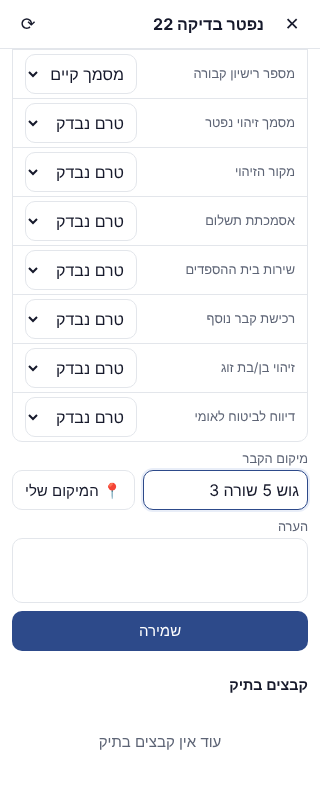 ✕ נפטר בדיקה 22 ⟳
מספר רישיון קבורה מסמך קיים
מסמך זיהוי נפטר טרם נבדק
מקור הזיהוי טרם נבדק
אסמכתת תשלום טרם נבדק
שירות בית ההספדים טרם נבדק
רכישת קבר נוסף טרם נבדק
זיהוי בן/בת זוג טרם נבדק
דיווח לביטוח לאומי טרם נבדק
מיקום הקבר
גוש 5 שורה 3 📍 המיקום שלי
הערה
שמירה
קבצים בתיק
עוד אין קבצים בתיק